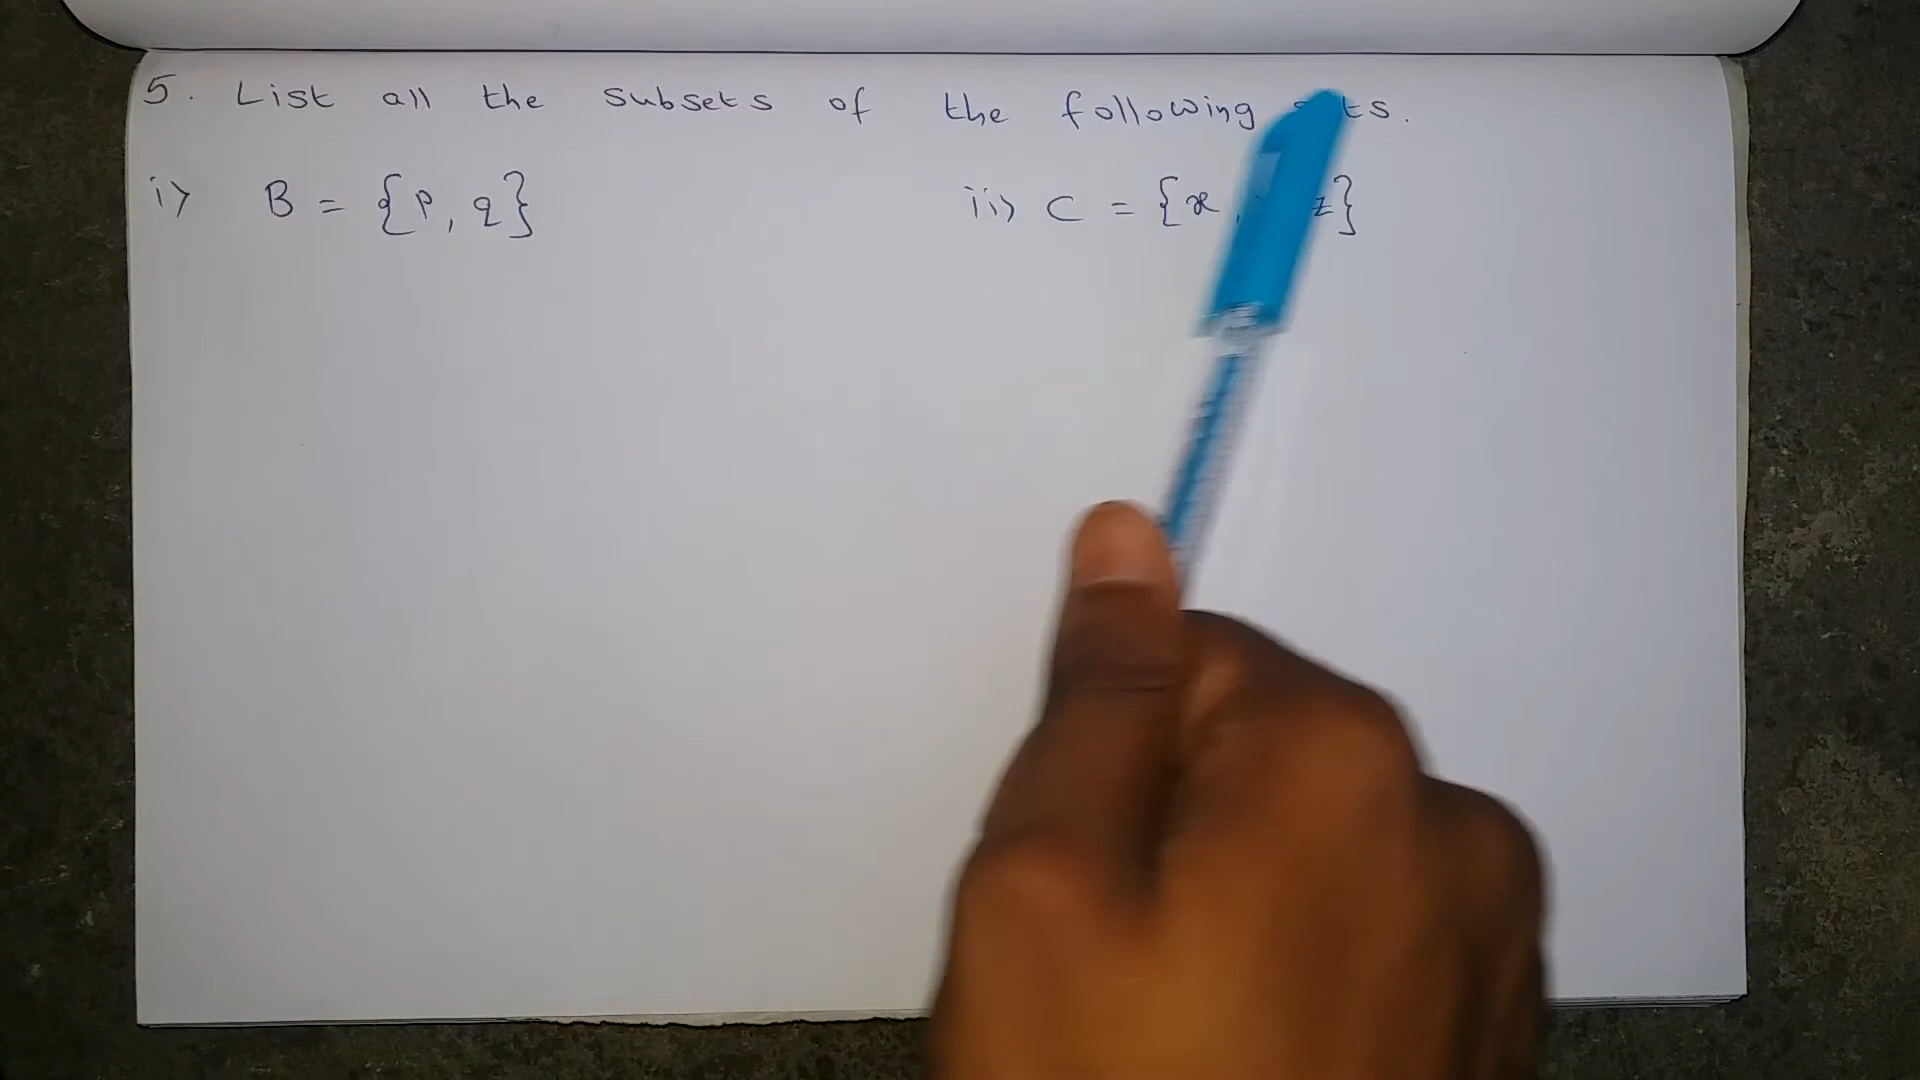 5. List all the subsets of the following
i) B = {p, q} ii) C = {x, z}